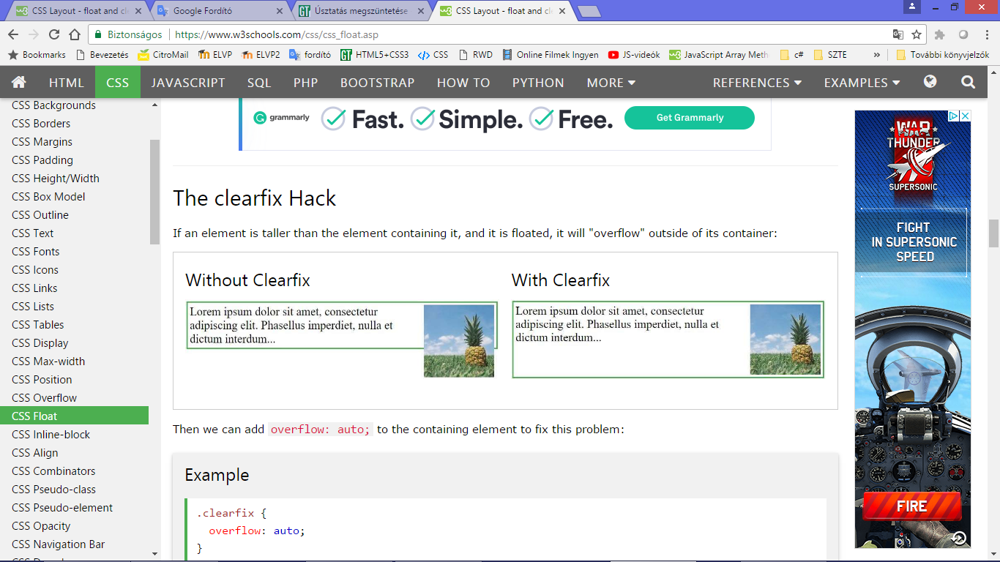 CSS Layout - float and cl
Google Fordító
Úsztatás megszüntetése
CSS Layout - float and cl
Biztonságos
https://www.w3schools.com/css/css_float.asp
Bookmarks
Bevezetés
CitroMail
ELVP
ELVP2
fordító
HTML5+CSS3
CSS
RWD
Online Filmek Ingyen
JS-videók
JavaScript Array Meth
c#
SZTE
»
További könyvjelzők
HTML
CSS
JAVASCRIPT
SQL
PHP
BOOTSTRAP
HOW TO
PYTHON
MORE
REFERENCES
EXAMPLES
CSS Backgrounds
CSS Borders
CSS Margins
CSS Padding
CSS Height/Width
CSS Box Model
CSS Outline
CSS Text
CSS Fonts
CSS Icons
CSS Links
CSS Lists
CSS Tables
CSS Display
CSS Max-width
CSS Position
CSS Overflow
CSS Float
CSS Inline-block
CSS Align
CSS Combinators
CSS Pseudo-class
CSS Pseudo-element
CSS Opacity
CSS Navigation Bar
grammarly
Fast. Simple. Free.
Get Grammarly
The clearfix Hack
If an element is taller than the element containing it, and it is floated, it will "overflow" outside of its container:
Without Clearfix
Lorem ipsum dolor sit amet, consectetur
adipiscing elit. Phasellus imperdiet, nulla et
dictum interdum...
With Clearfix
Lorem ipsum dolor sit amet, consectetur
adipiscing elit. Phasellus imperdiet, nulla et
dictum interdum...
Then we can add overflow: auto; to the containing element to fix this problem:
Example
.clearfix {
overflow: auto;
}
WAR
THUNDER
SUPERSONIC
FIGHT
IN SUPERSONIC
SPEED
FIRE